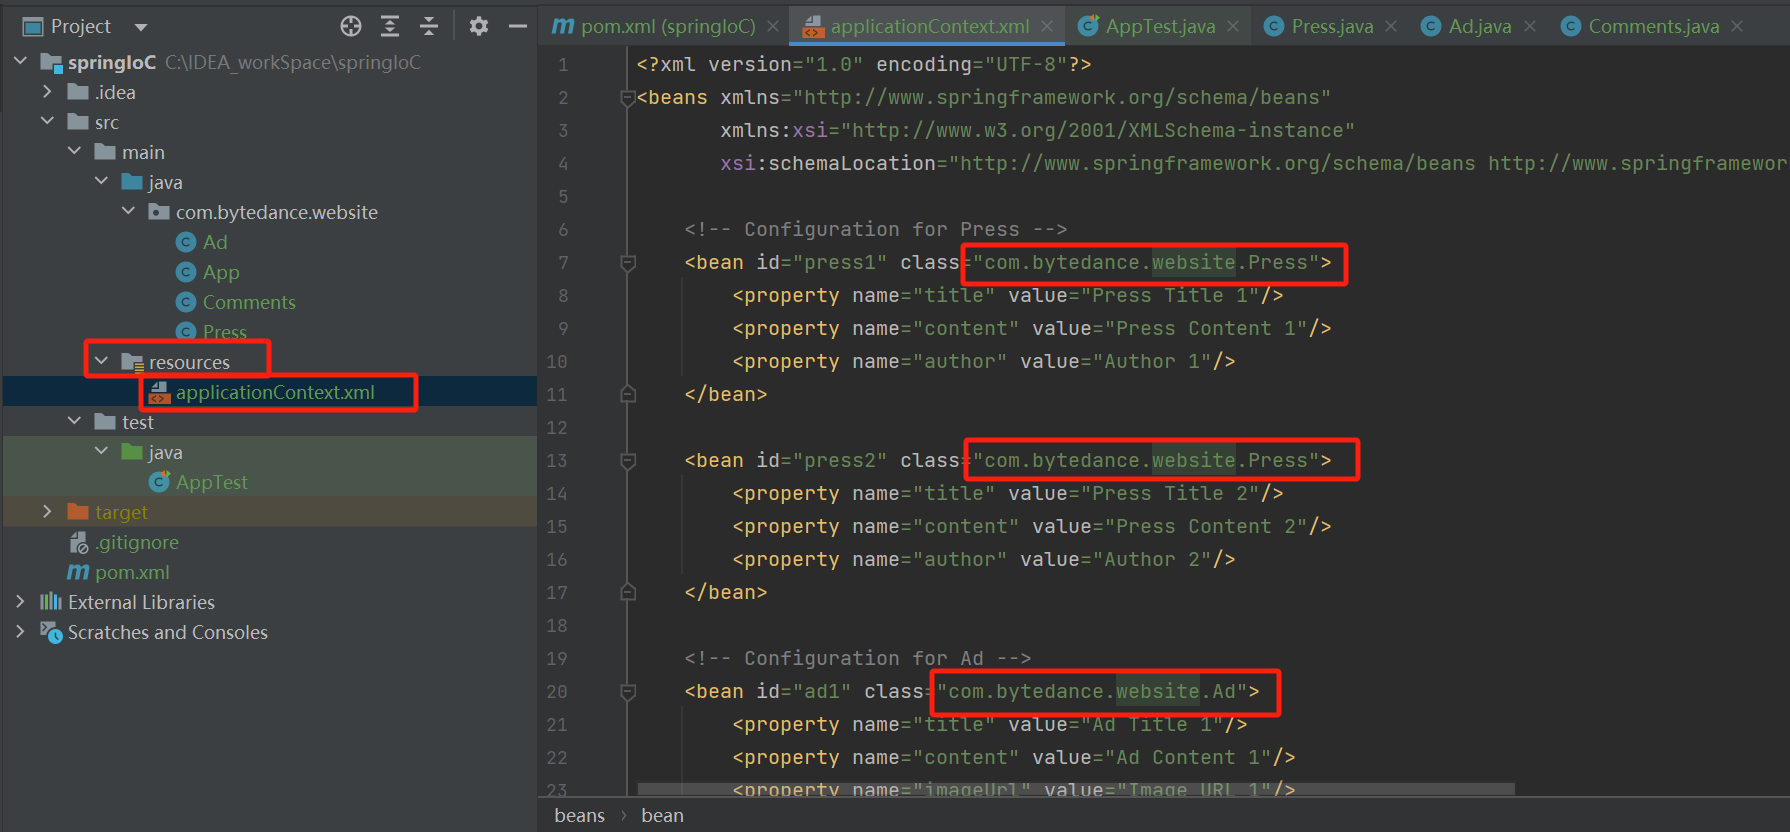 Project
springIoC C:\IDEA_workSpace\springIoC
.idea
src
main
java
com.bytedance.website
Ad
App
Comments
Press
resources
applicationContext.xml
test
java
AppTest
target
.gitignore
pom.xml
External Libraries
Scratches and Consoles
pom.xml (springIoC) applicationContext.xml AppTest.java Press.java Ad.java Comments.java
1 <?xml version="1.0" encoding="UTF-8"?>
2 <beans xmlns="http://www.springframework.org/schema/beans"
3 xmlns:xsi="http://www.w3.org/2001/XMLSchema-instance"
4 xsi:schemaLocation="http://www.springframework.org/schema/beans http://www.springframewor
5
6 <!-- Configuration for Press -->
7 <bean id="press1" class="com.bytedance.website.Press">
8 <property name="title" value="Press Title 1"/>
9 <property name="content" value="Press Content 1"/>
10 <property name="author" value="Author 1"/>
11 </bean>
12
13 <bean id="press2" class="com.bytedance.website.Press">
14 <property name="title" value="Press Title 2"/>
15 <property name="content" value="Press Content 2"/>
16 <property name="author" value="Author 2"/>
17 </bean>
18
19 <!-- Configuration for Ad -->
20 <bean id="ad1" class="com.bytedance.website.Ad">
21 <property name="title" value="Ad Title 1"/>
22 <property name="content" value="Ad Content 1"/>
23 <property name="imageUrl" value="Image URL 1"/>
beans › bean